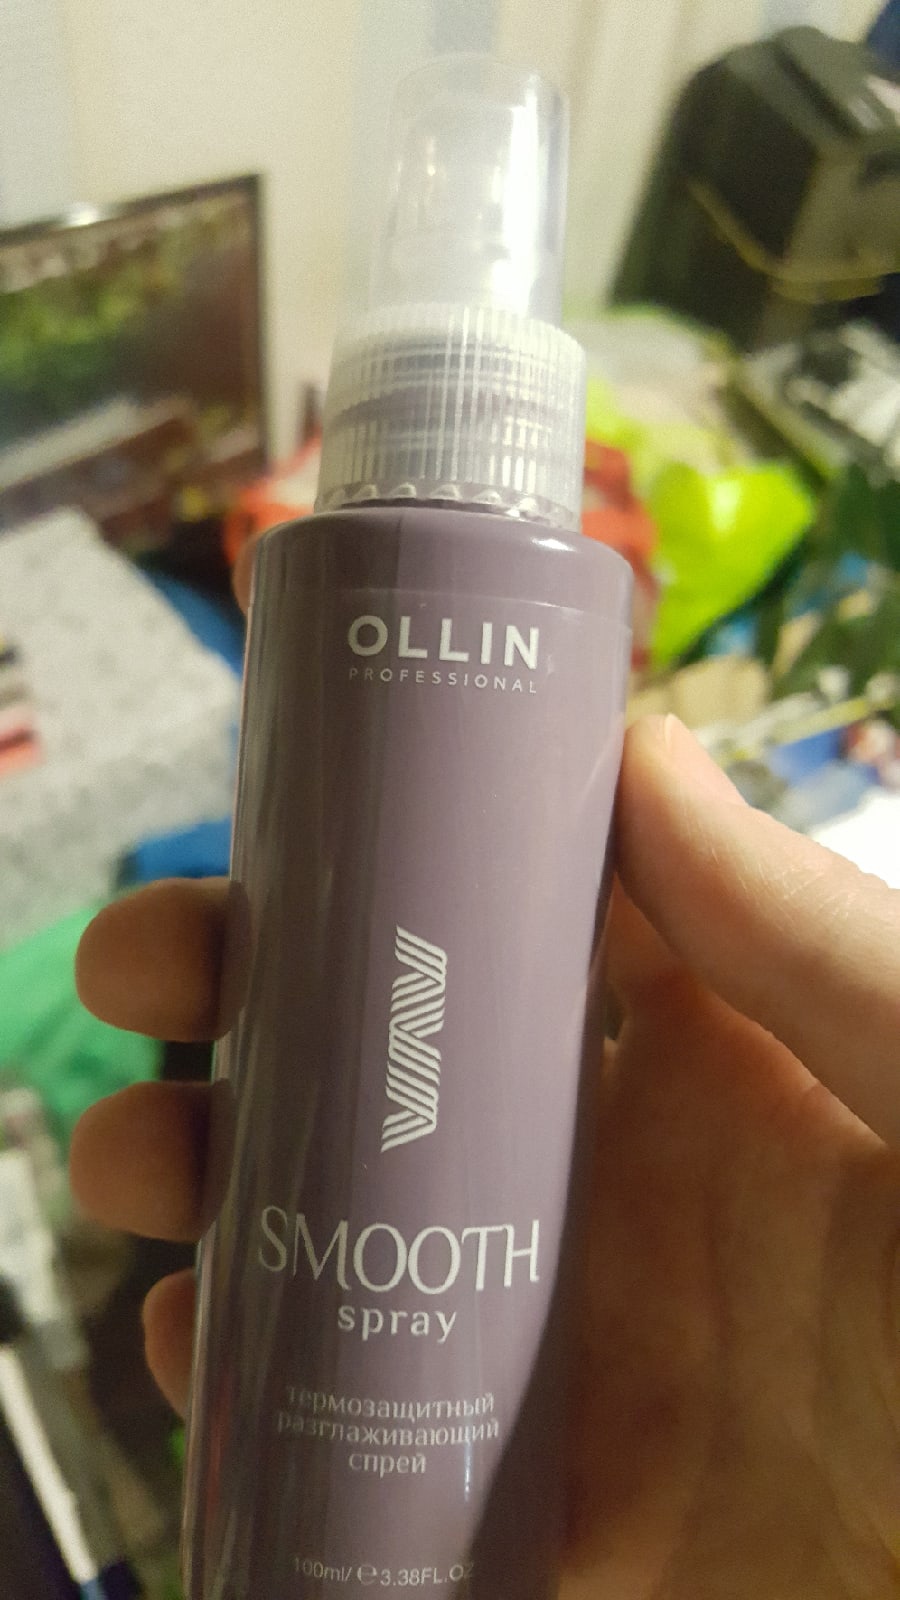 OLLIN
PROFESSIONAL
SMOOTH
spray
термозащитный
разглаживающий
спрей
100ml/ ℮ 3.38FL.OZ